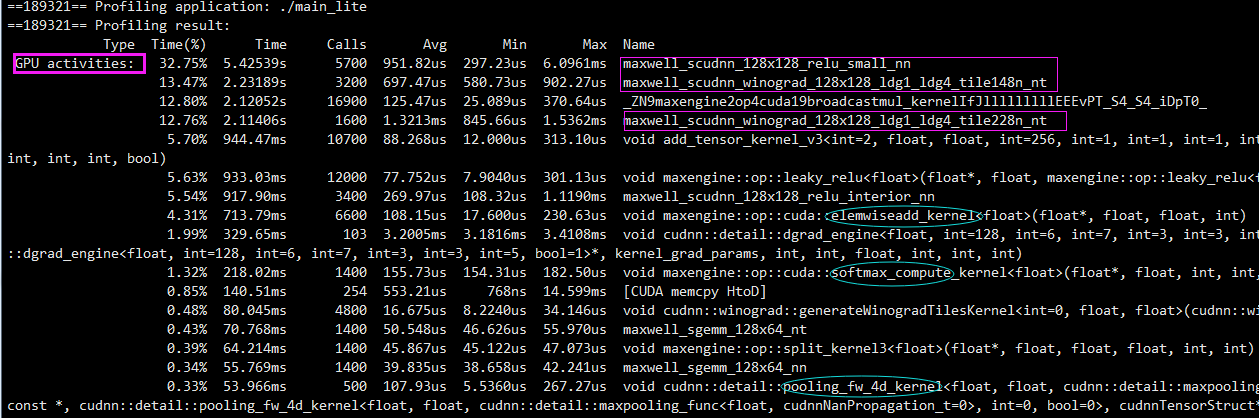 ==189321== Profiling application: ./main_lite
==189321== Profiling result:
Type Time(%) Time Calls Avg Min Max Name
GPU activities: 32.75% 5.42539s 5700 951.82us 297.23us 6.0961ms maxwell_scudnn_128x128_relu_small_nn
13.47% 2.23189s 3200 697.47us 580.73us 902.27us maxwell_scudnn_winograd_128x128_ldg1_ldg4_tile148n_nt
12.80% 2.12052s 16900 125.47us 25.089us 370.64us _ZN9maxengine2op4cuda19broadcastmul_kernelIfJlllllllllEEEvPT_S4_S4_iDpT0_
12.76% 2.11406s 1600 1.3213ms 845.66us 1.5362ms maxwell_scudnn_winograd_128x128_ldg1_ldg4_tile228n_nt
5.70% 944.47ms 10700 88.268us 12.000us 313.10us void add_tensor_kernel_v3<int=2, float, float, int=256, int=1, int=1, int=1, int
int, int, int, bool)
5.63% 933.03ms 12000 77.752us 7.9040us 301.13us void maxengine::op::leaky_relu<float>(float*, float, maxengine::op::leaky_relu<f
5.54% 917.90ms 3400 269.97us 108.32us 1.1190ms maxwell_scudnn_128x128_relu_interior_nn
4.31% 713.79ms 6600 108.15us 17.600us 230.63us void maxengine::op::cuda::elemwiseadd_kernel<float>(float*, float, float, int)
1.99% 329.65ms 103 3.2005ms 3.1816ms 3.4108ms void cudnn::detail::dgrad_engine<float, int=128, int=6, int=7, int=3, int=3, int
::dgrad_engine<float, int=128, int=6, int=7, int=3, int=3, int=5, bool=1>*, kernel_grad_params, int, int, float, int, int, int)
1.32% 218.02ms 1400 155.73us 154.31us 182.50us void maxengine::op::cuda::softmax_compute_kernel<float>(float*, float, int, int,
0.85% 140.51ms 254 553.21us 768ns 14.599ms [CUDA memcpy HtoD]
0.48% 80.045ms 4800 16.675us 8.2240us 34.146us void cudnn::winograd::generateWinogradTilesKernel<int=0, float, float>(cudnn::wi
0.43% 70.768ms 1400 50.548us 46.626us 55.970us maxwell_sgemm_128x64_nt
0.39% 64.214ms 1400 45.867us 45.122us 47.073us void maxengine::op::split_kernel3<float>(float*, float, float, float, int, int)
0.34% 55.769ms 1400 39.835us 38.658us 42.241us maxwell_sgemm_128x64_nn
0.33% 53.966ms 500 107.93us 5.5360us 267.27us void cudnn::detail::pooling_fw_4d_kernel<float, float, cudnn::detail::maxpooling
const *, cudnn::detail::pooling_fw_4d_kernel<float, float, cudnn::detail::maxpooling_func<float, cudnnNanPropagation_t=0>, int=0, bool=0>, cudnnTensorStruct